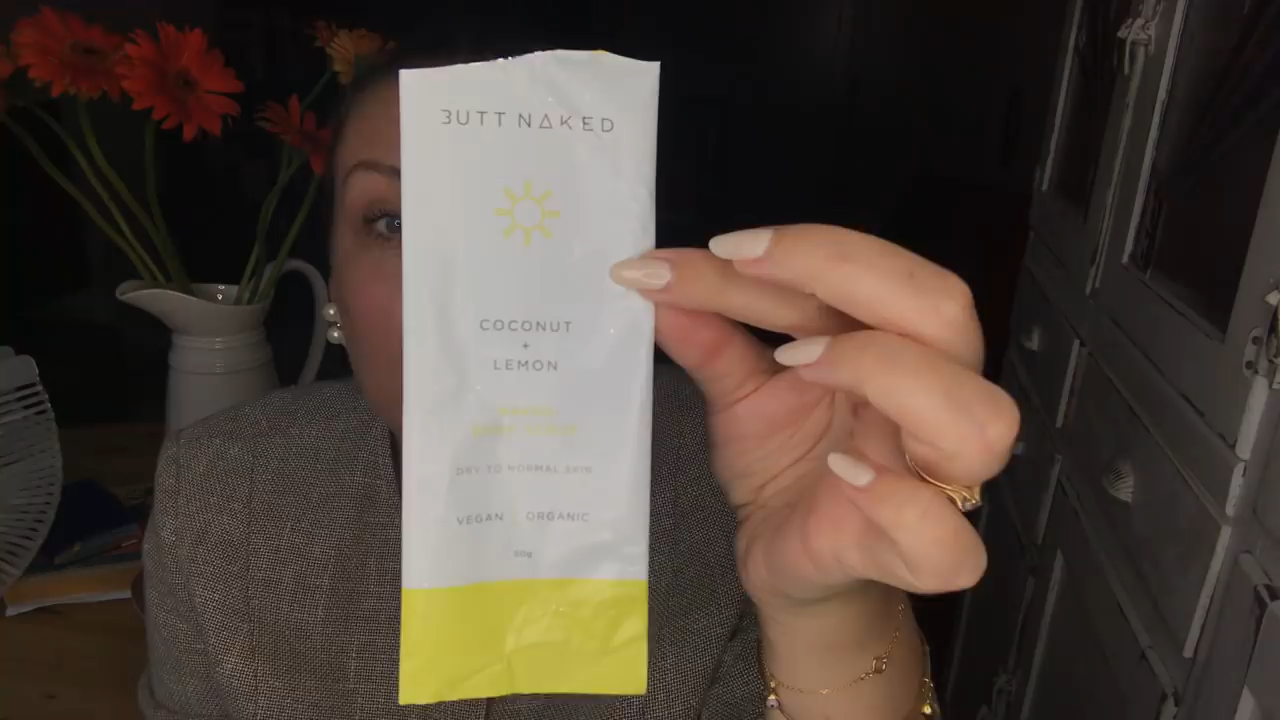 BUTT NAKED
COCONUT
+
LEMON
DRY TO NORMAL SKIN
VEGAN ORGANIC